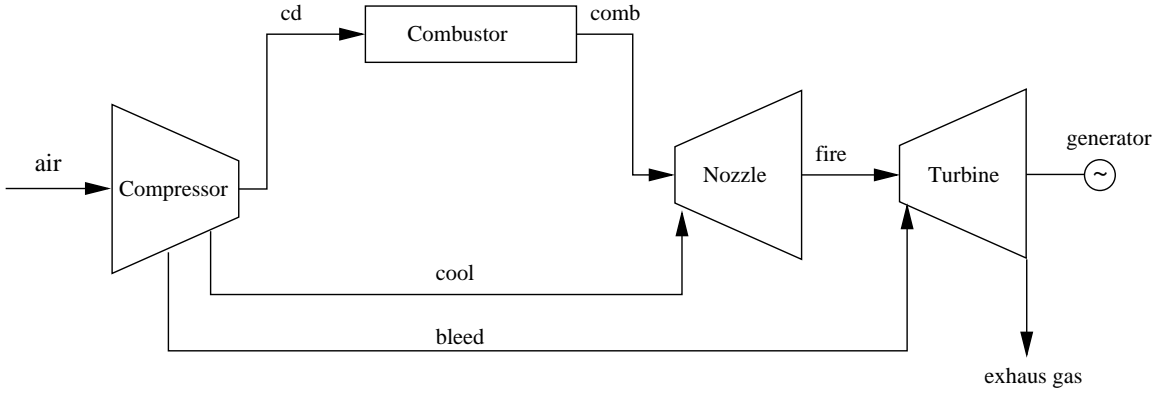 cd
comb
Combustor
generator
air
fire
Compressor
Nozzle
Turbine
~
cool
bleed
exhaus gas